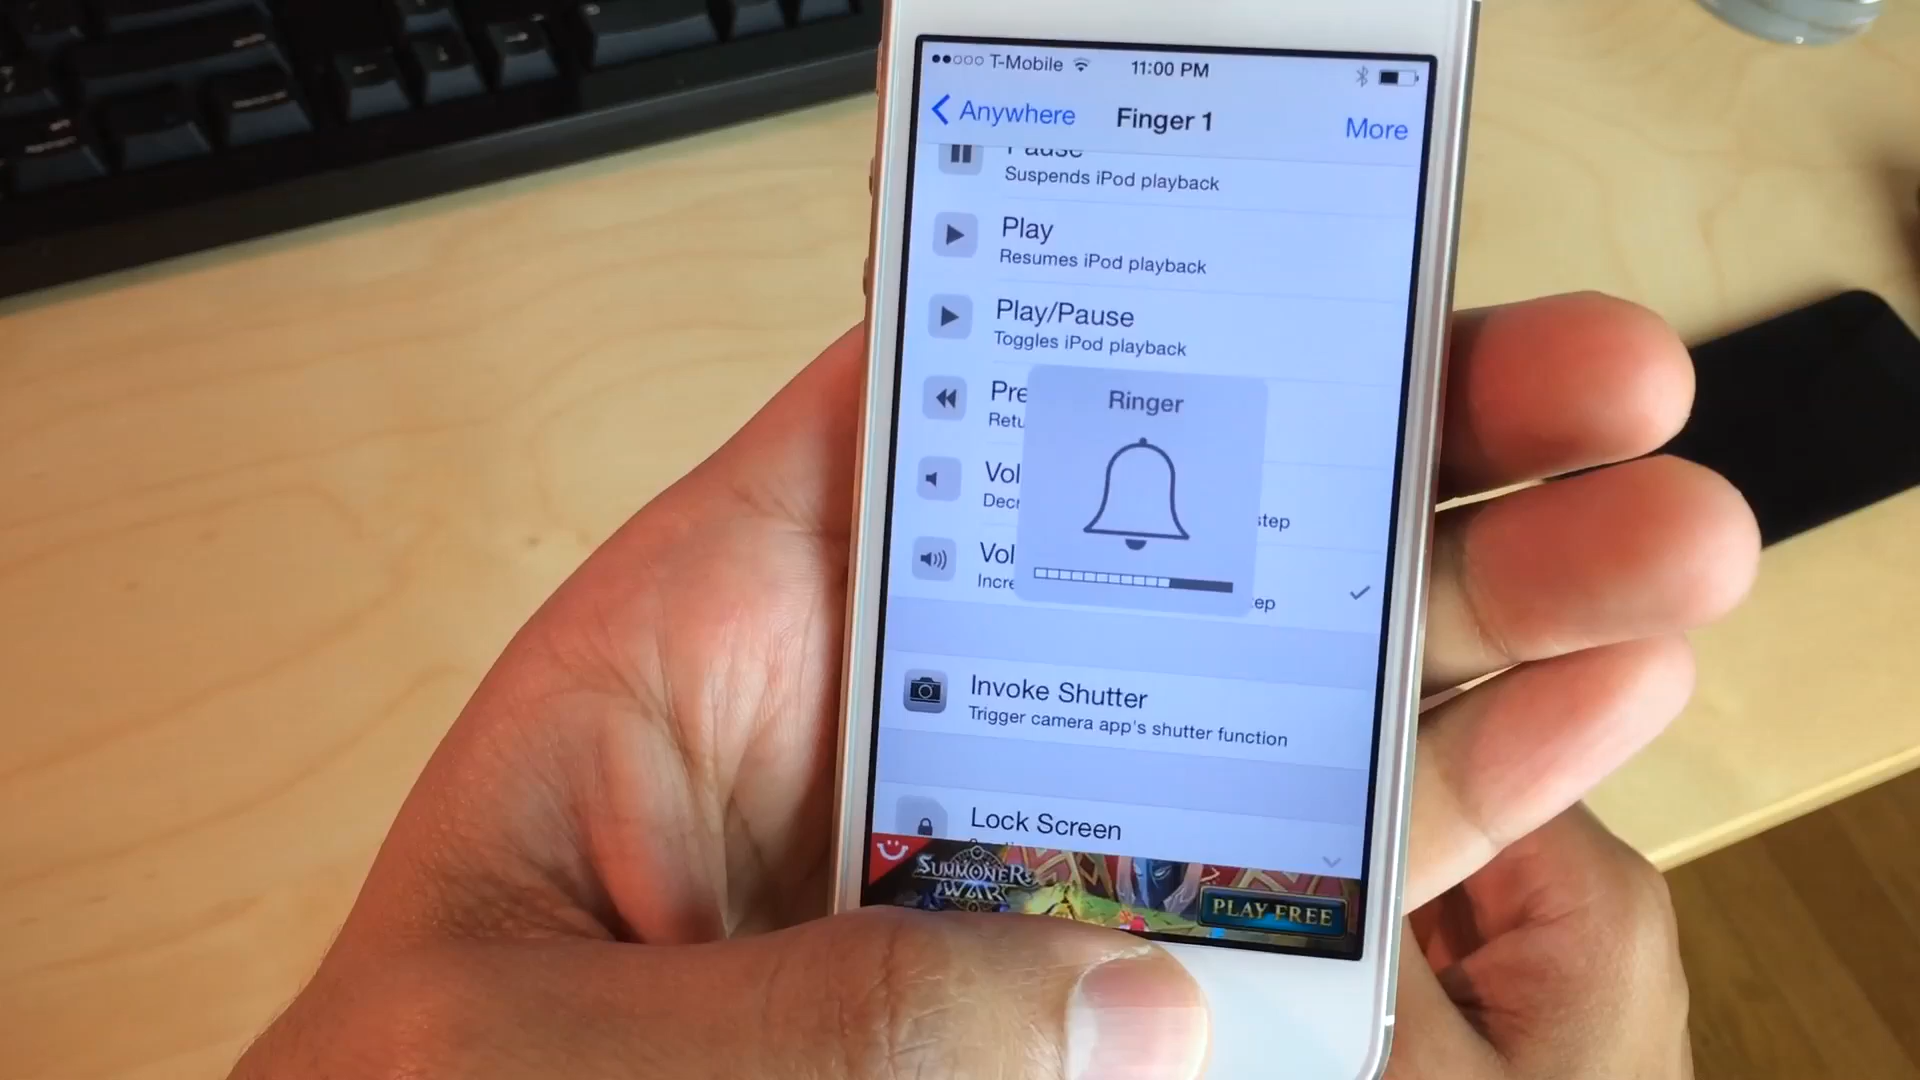 T-Mobile 11:00 PM
Anywhere Finger 1 More
Pause
Suspends iPod playback
Play
Resumes iPod playback
Play/Pause
Toggles iPod playback
Pre
Retu
Ringer
Vol
Decr step
Vol
Incre tep
Invoke Shutter
Trigger camera app's shutter function
Lock Screen
SUMMONERS WAR
PLAY FREE